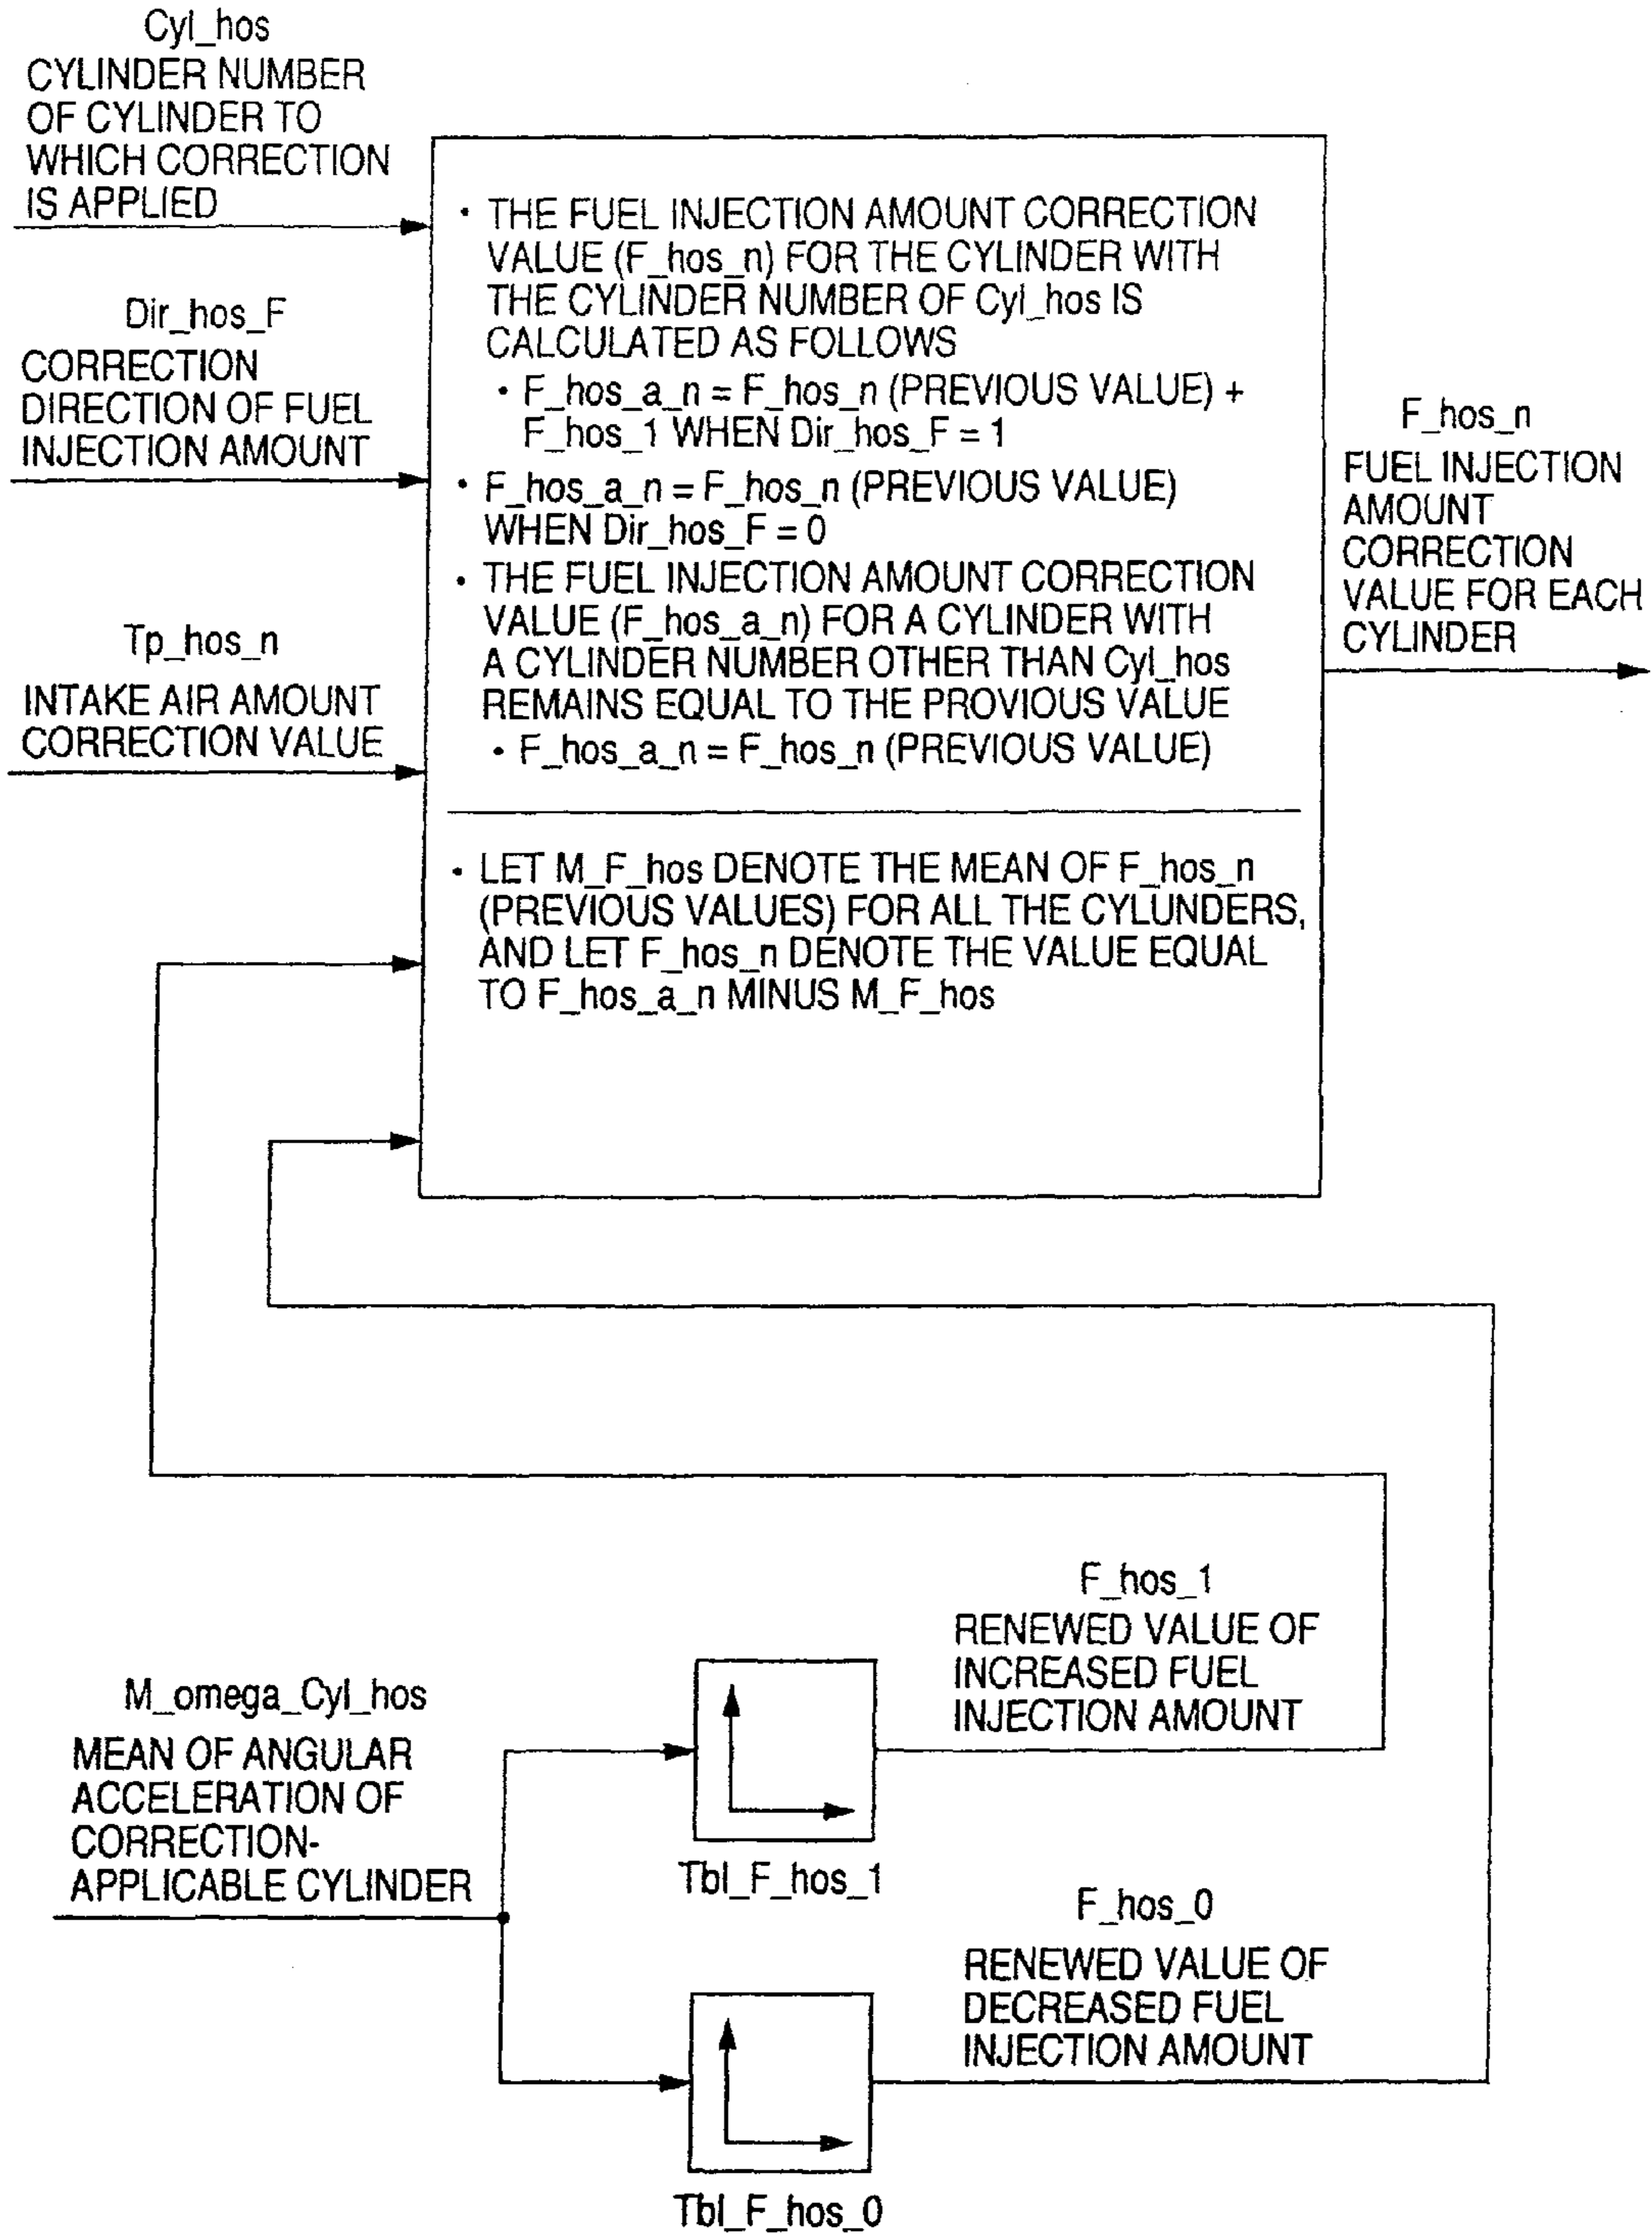 Cyl_hos
CYLINDER NUMBER
OF CYLINDER TO
WHICH CORRECTION
IS APPLIED
Dir_hos_F
CORRECTION
DIRECTION OF FUEL
INJECTION AMOUNT
Tp_hos_n
INTAKE AIR AMOUNT
CORRECTION VALUE
· THE FUEL INJECTION AMOUNT CORRECTION
VALUE (F_hos_n) FOR THE CYLINDER WITH
THE CYLINDER NUMBER OF Cyl_hos IS
CALCULATED AS FOLLOWS
· F_hos_a_n = F_hos_n (PREVIOUS VALUE) +
F_hos_1 WHEN Dir_hos_F = 1
· F_hos_a_n = F_hos_n (PREVIOUS VALUE)
WHEN Dir_hos_F = 0
· THE FUEL INJECTION AMOUNT CORRECTION
VALUE (F_hos_a_n) FOR A CYLINDER WITH
A CYLINDER NUMBER OTHER THAN Cyl_hos
REMAINS EQUAL TO THE PROVIOUS VALUE
· F_hos_a_n = F_hos_n (PREVIOUS VALUE)
· LET M_F_hos DENOTE THE MEAN OF F_hos_n
(PREVIOUS VALUES) FOR ALL THE CYLUNDERS,
AND LET F_hos_n DENOTE THE VALUE EQUAL
TO F_hos_a_n MINUS M_F_hos
F_hos_n
FUEL INJECTION
AMOUNT
CORRECTION
VALUE FOR EACH
CYLINDER
M_omega_Cyl_hos
MEAN OF ANGULAR
ACCELERATION OF
CORRECTION-
APPLICABLE CYLINDER
F_hos_1
RENEWED VALUE OF
INCREASED FUEL
INJECTION AMOUNT
Tbl_F_hos_1
F_hos_0
RENEWED VALUE OF
DECREASED FUEL
INJECTION AMOUNT
Tbl_F_hos_0